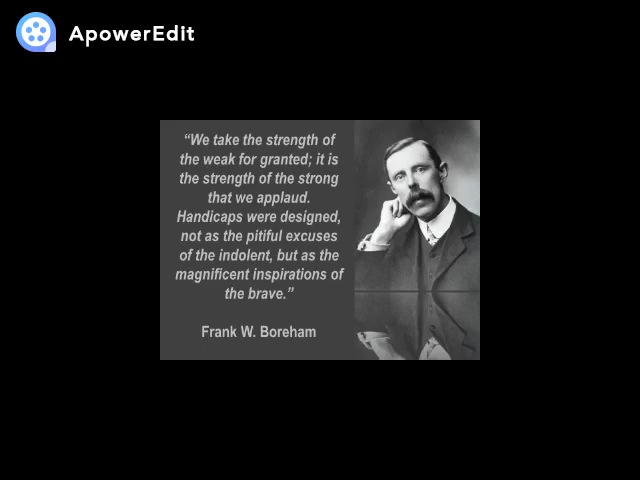 ApowerEdit
“We take the strength of
the weak for granted; it is
the strength of the strong
that we applaud.
Handicaps were designed,
not as the pitiful excuses
of the indolent, but as the
magnificent inspirations of
the brave.”
Frank W. Boreham